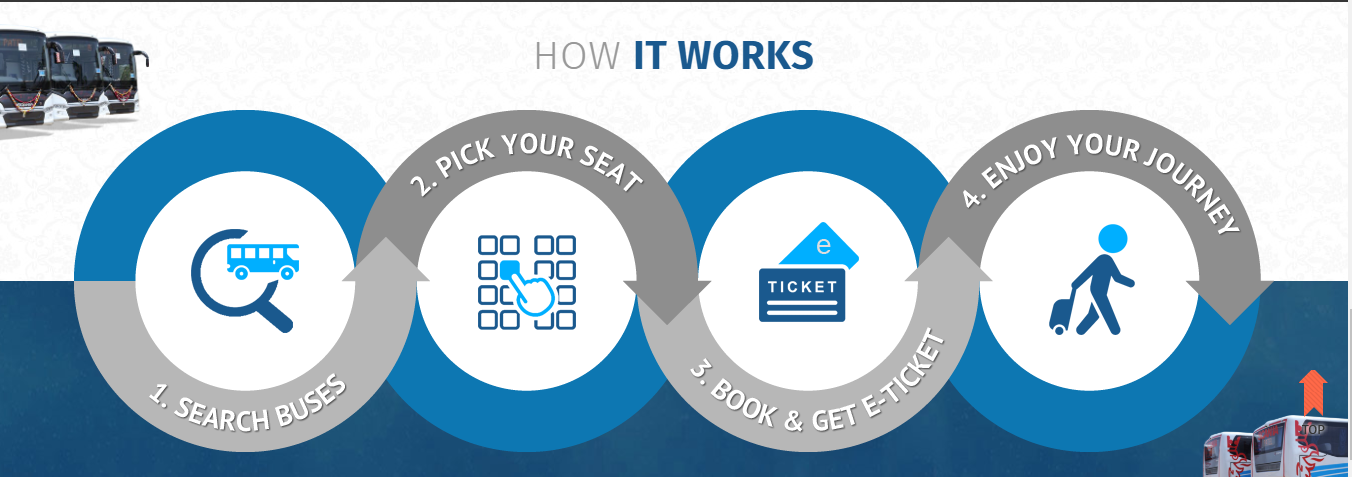 HOW IT WORKS
1. SEARCH BUSES
2. PICK YOUR SEAT
e
TICKET
3. BOOK & GET E-TICKET
4. ENJOY YOUR JOURNEY
TOP